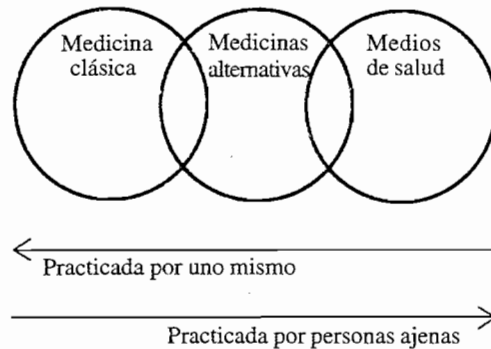 Medicina
clásica
Medicinas
alternativas
Medios
de salud
Practicada por uno mismo
Practicada por personas ajenas